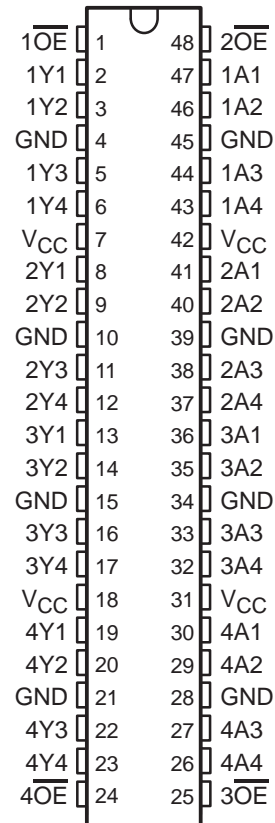 1O̅E̅ 1 48 2O̅E̅
1Y1 2 47 1A1
1Y2 3 46 1A2
GND 4 45 GND
1Y3 5 44 1A3
1Y4 6 43 1A4
VCC 7 42 VCC
2Y1 8 41 2A1
2Y2 9 40 2A2
GND 10 39 GND
2Y3 11 38 2A3
2Y4 12 37 2A4
3Y1 13 36 3A1
3Y2 14 35 3A2
GND 15 34 GND
3Y3 16 33 3A3
3Y4 17 32 3A4
VCC 18 31 VCC
4Y1 19 30 4A1
4Y2 20 29 4A2
GND 21 28 GND
4Y3 22 27 4A3
4Y4 23 26 4A4
4O̅E̅ 24 25 3O̅E̅